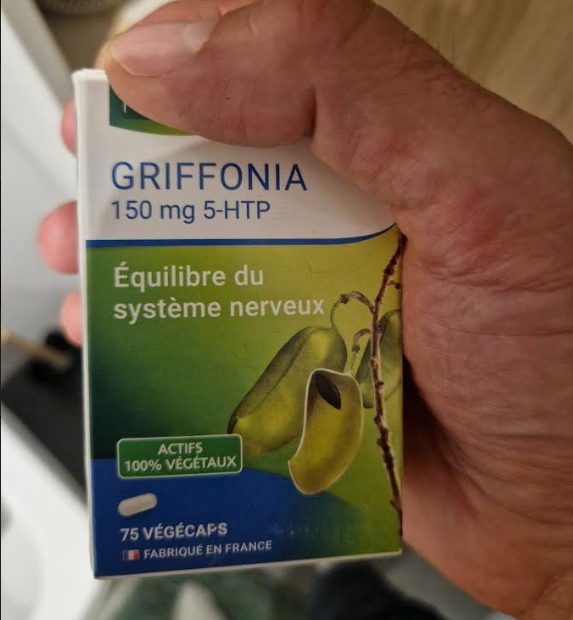 GRIFFONIA
150 mg 5-HTP
Équilibre du
système nerveux
ACTIFS
100% VÉGÉTAUX
75 VÉGÉCAPS
FABRIQUÉ EN FRANCE